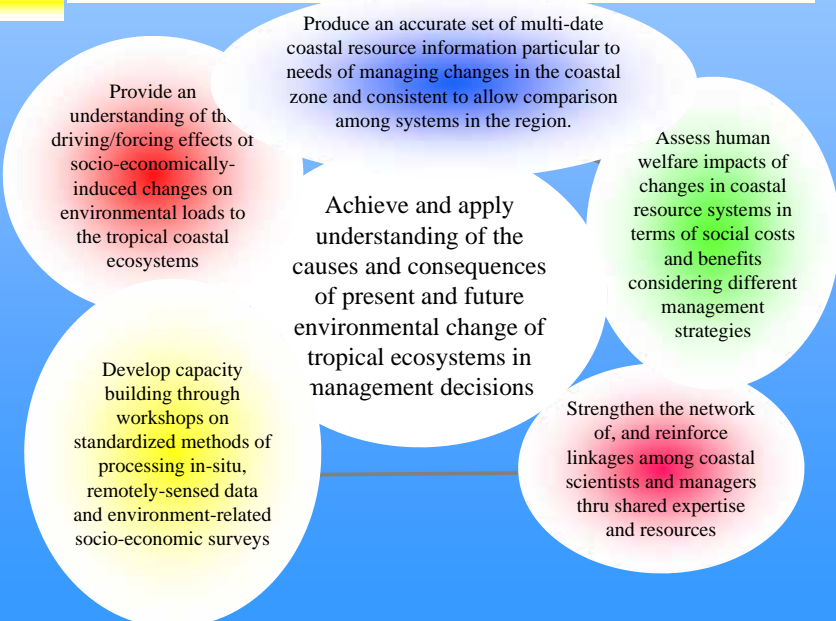 Produce an accurate set of multi-date
coastal resource information particular to
needs of managing changes in the coastal
zone and consistent to allow comparison
among systems in the region.
Provide an
understanding of the
driving/forcing effects of
socio-economically-
induced changes on
environmental loads to
the tropical coastal
ecosystems
Assess human
welfare impacts of
changes in coastal
resource systems in
terms of social costs
and benefits
considering different
management
strategies
Achieve and apply
understanding of the
causes and consequences
of present and future
environmental change of
tropical ecosystems in
management decisions
Develop capacity
building through
workshops on
standardized methods of
processing in-situ,
remotely-sensed data
and environment-related
socio-economic surveys
Strengthen the network
of, and reinforce
linkages among coastal
scientists and managers
thru shared expertise
and resources